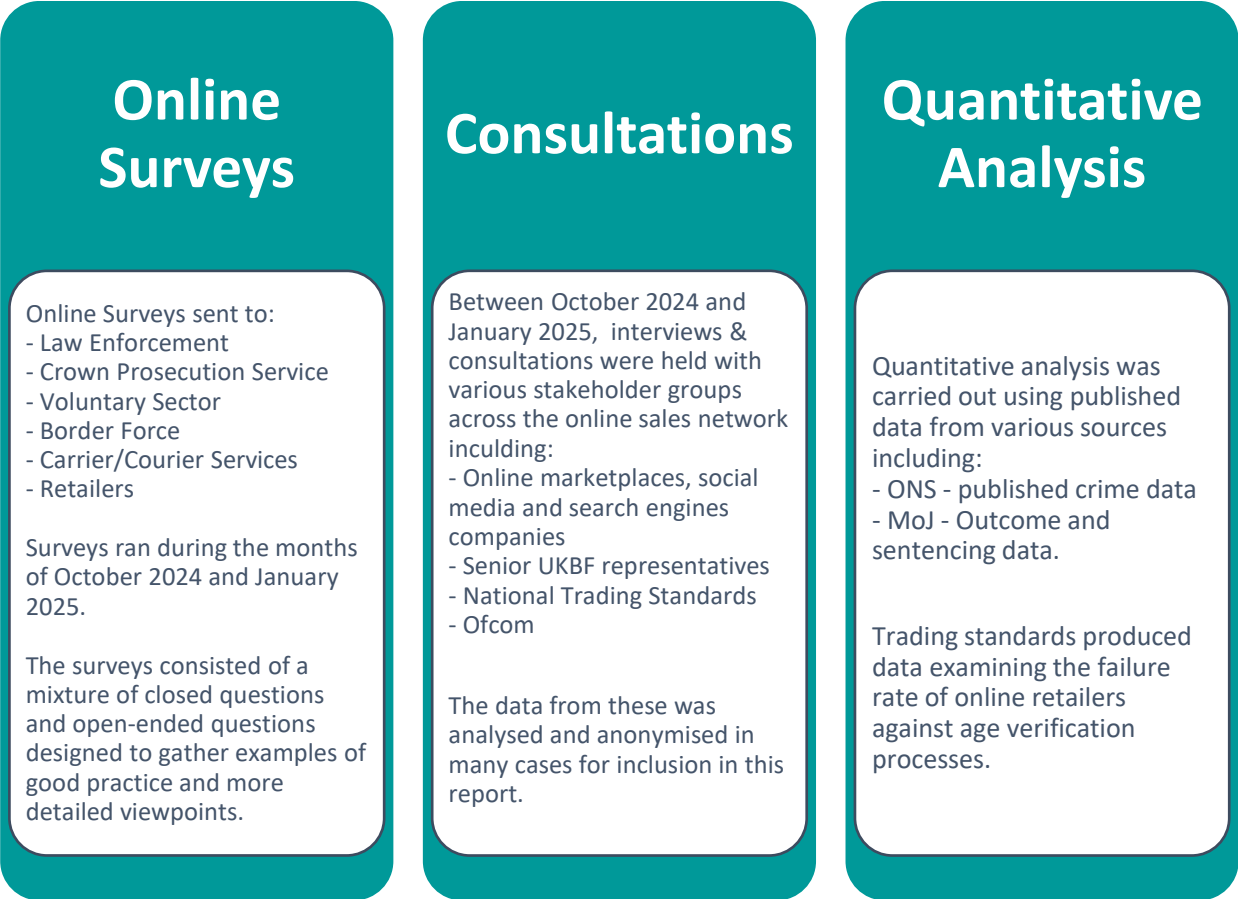 Online
Surveys
Online Surveys sent to:
- Law Enforcement
- Crown Prosecution Service
- Voluntary Sector
- Border Force
- Carrier/Courier Services
- Retailers
Surveys ran during the months
of October 2024 and January
2025.
The surveys consisted of a
mixture of closed questions
and open-ended questions
designed to gather examples of
good practice and more
detailed viewpoints.
Consultations
Between October 2024 and
January 2025,  interviews &
consultations were held with
various stakeholder groups
across the online sales network
inculding:
- Online marketplaces, social
media and search engines
companies
- Senior UKBF representatives
- National Trading Standards
- Ofcom
The data from these was
analysed and anonymised in
many cases for inclusion in this
report.
Quantitative
Analysis
Quantitative analysis was
carried out using published
data from various sources
including:
- ONS - published crime data
- MoJ - Outcome and
sentencing data.
Trading standards produced
data examining the failure
rate of online retailers
against age verification
processes.